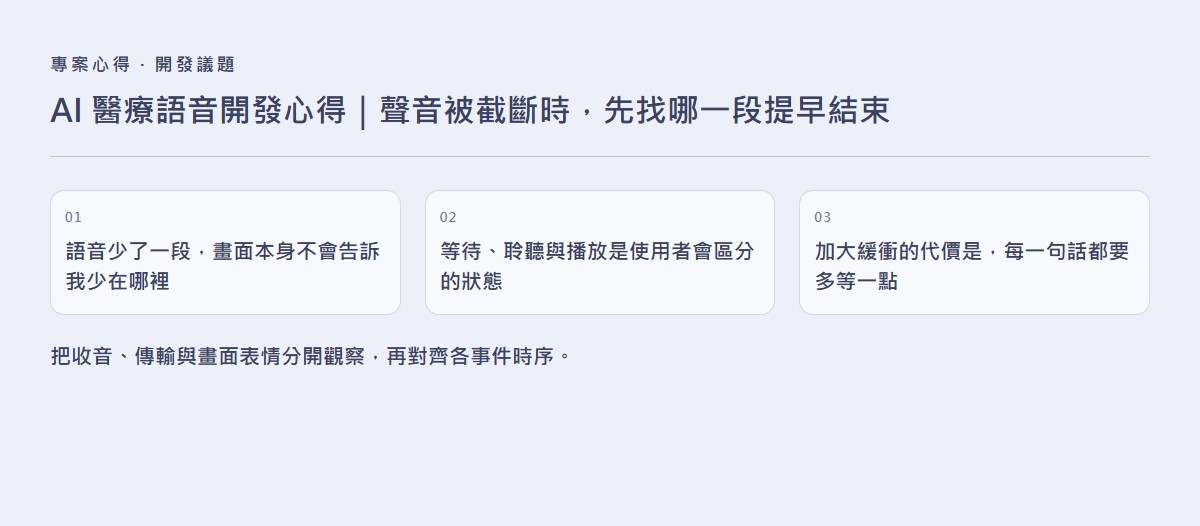 專案心得 · 開發議題
AI 醫療語音開發心得｜聲音被截斷時，先找哪一段提早結束
01
語音少了一段，畫面本身不會告訴
我少在哪裡
02
等待、聆聽與播放是使用者會區分
的狀態
03
加大緩衝的代價是，每一句話都要
多等一點
把收音、傳輸與畫面表情分開觀察，再對齊各事件時序。